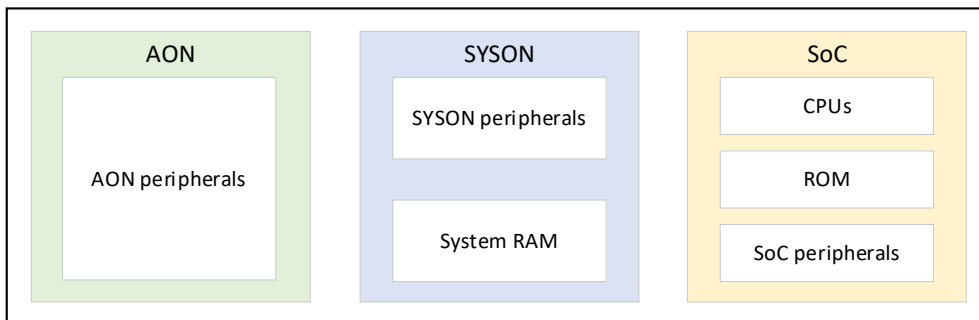 AON
AON peripherals
SYSON
SYSON peripherals
System RAM
SoC
CPUs
ROM
SoC peripherals